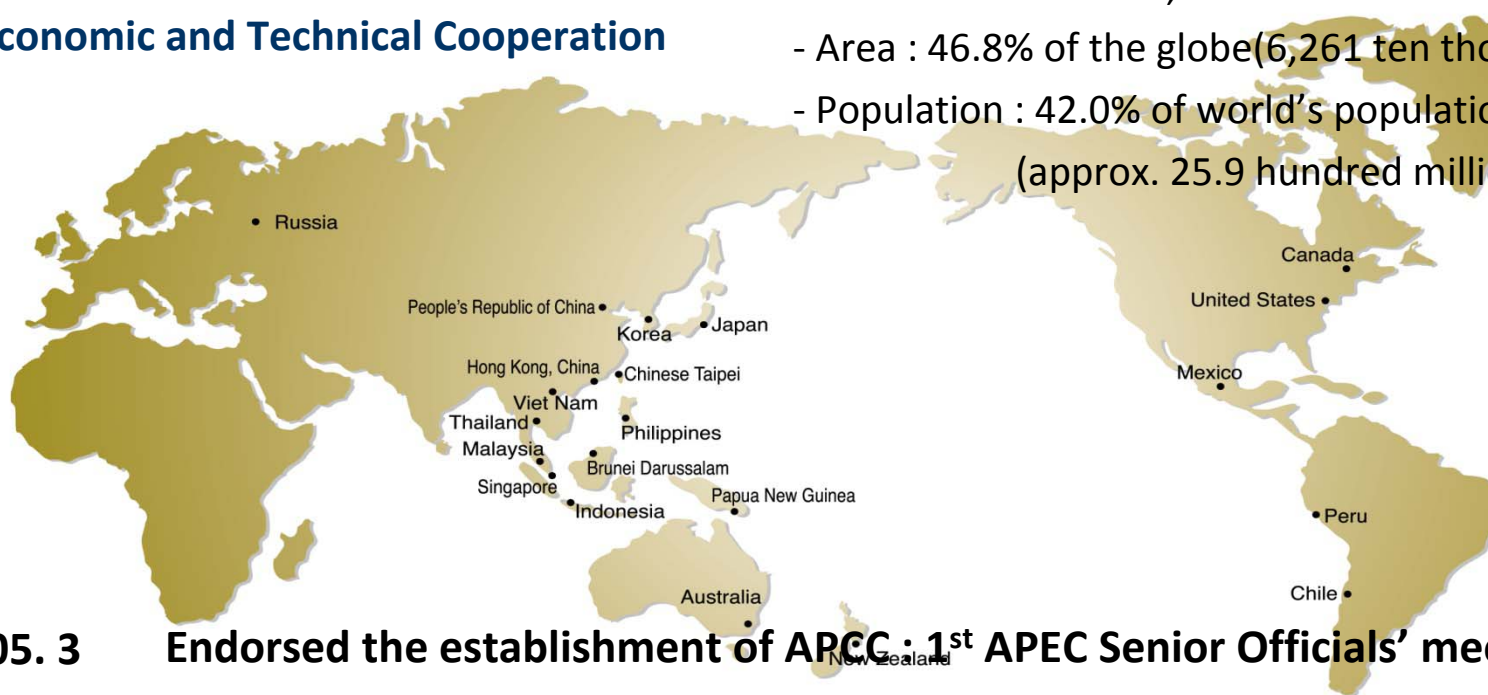 conomic and Technical Cooperation
- Area : 46.8% of the globe(6,261 ten tho
- Population : 42.0% of world's populatio
(approx. 25.9 hundred milli
Russia
Canada
People's Republic of China
United States
Korea
Japan
Hong Kong, China
Chinese Taipei
Mexico
Viet Nam
Thailand
Philippines
Malaysia
Brunei Darussalam
Singapore
Papua New Guinea
Indonesia
Peru
Australia
Chile
05. 3 Endorsed the establishment of APCC : 1st APEC Senior Officials' mee
New Zealand